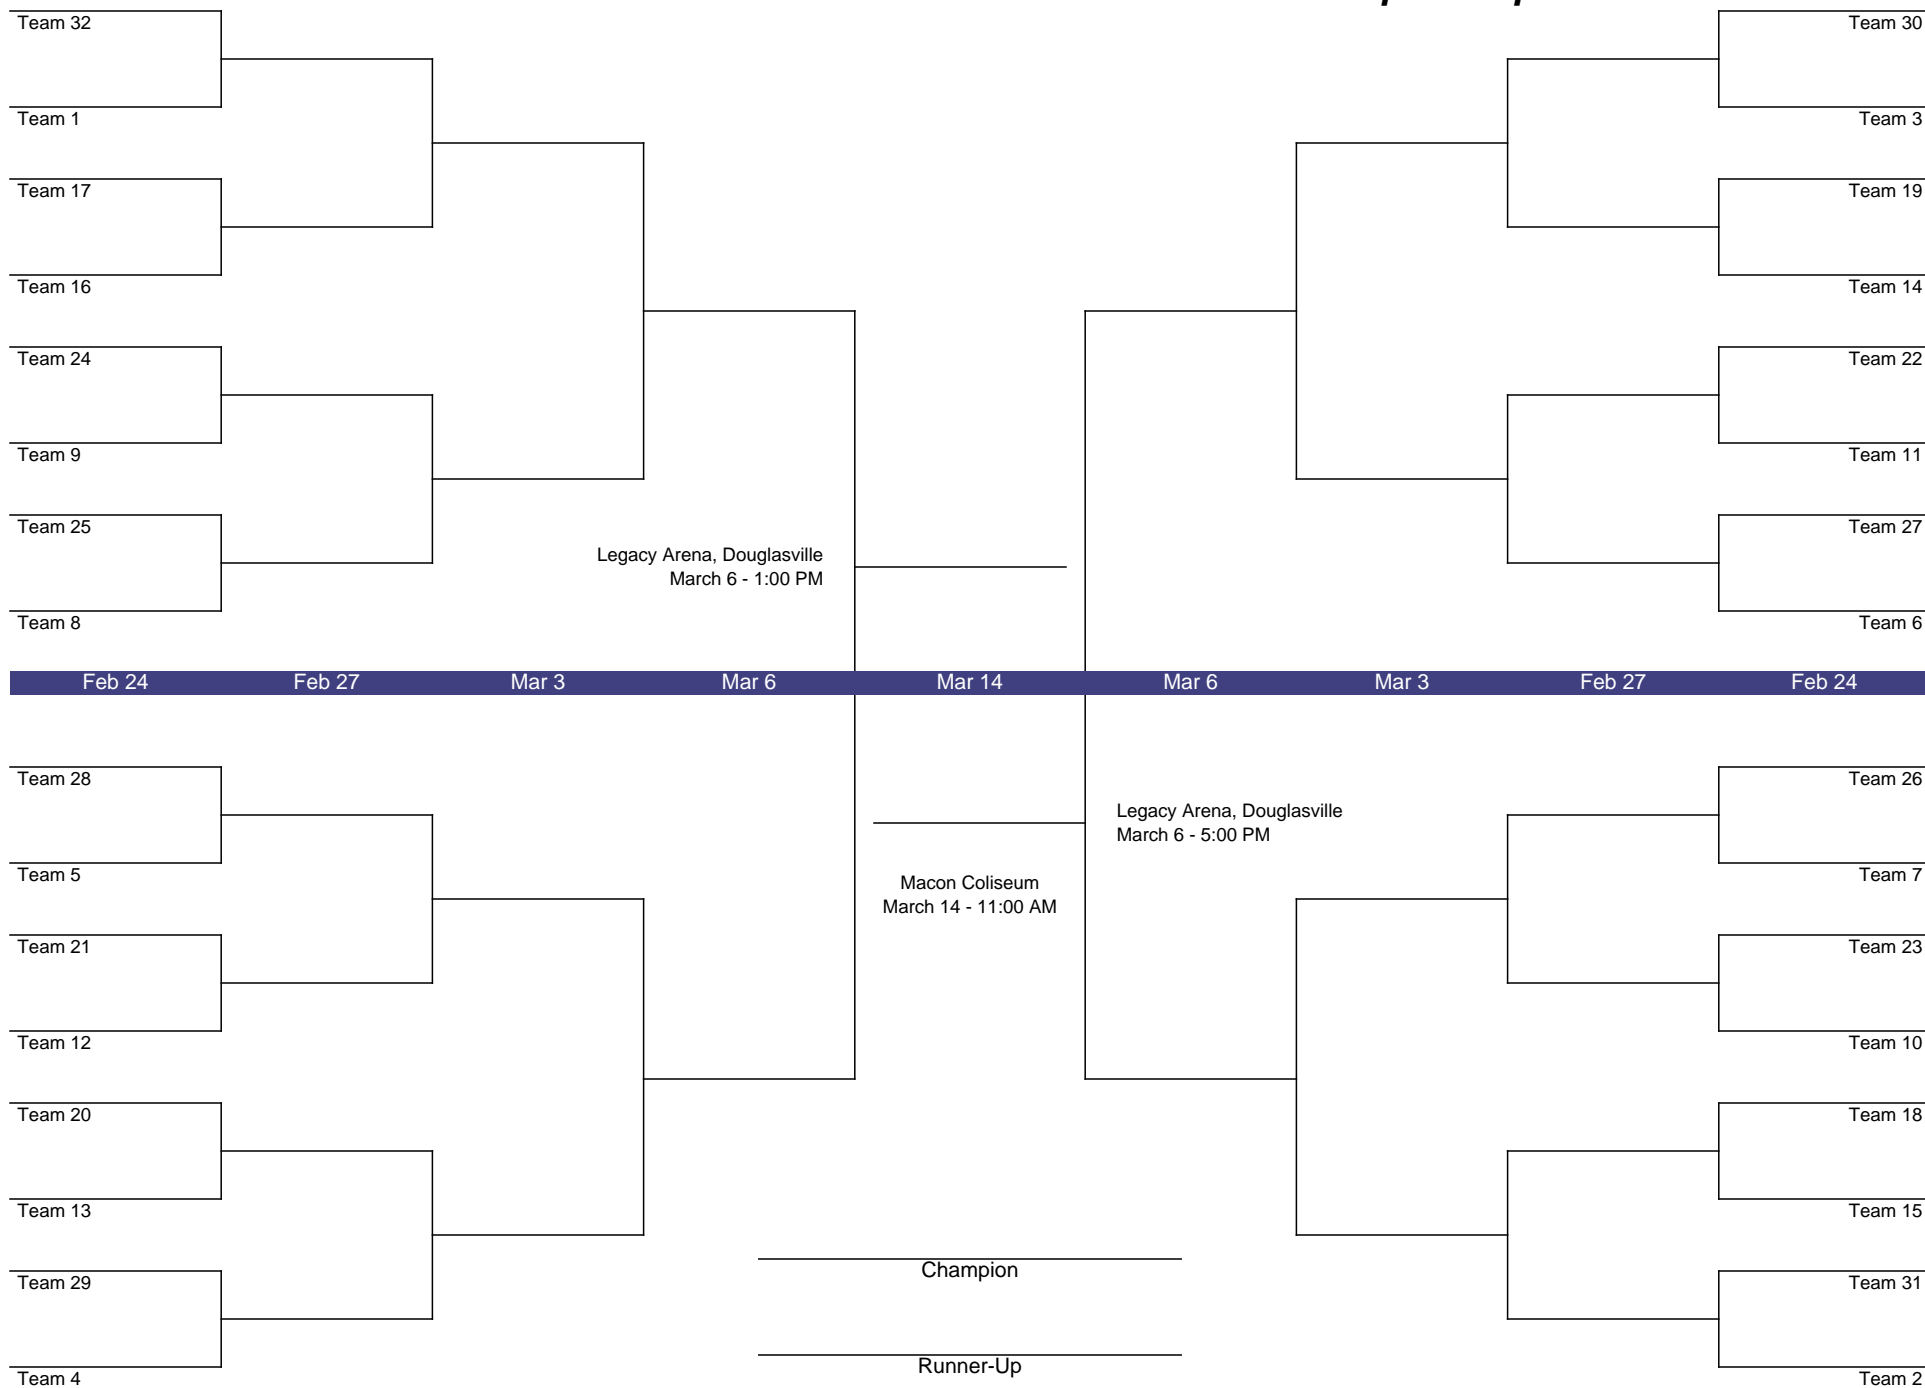 Team 32
Team 30
Team 1
Team 3
Team 17
Team 19
Team 16
Team 14
Team 24
Team 22
Team 9
Team 11
Team 25
Team 27
Legacy Arena, Douglasville
March 6 - 1:00 PM
Team 8
Team 6
Feb 24 Feb 27 Mar 3 Mar 6 Mar 14 Mar 6 Mar 3 Feb 27 Feb 24
Team 28
Team 26
Legacy Arena, Douglasville
March 6 - 5:00 PM
Team 5
Team 7
Macon Coliseum
March 14 - 11:00 AM
Team 21
Team 23
Team 12
Team 10
Team 20
Team 18
Team 13
Team 15
Champion
Team 29
Team 31
Runner-Up
Team 4
Team 2